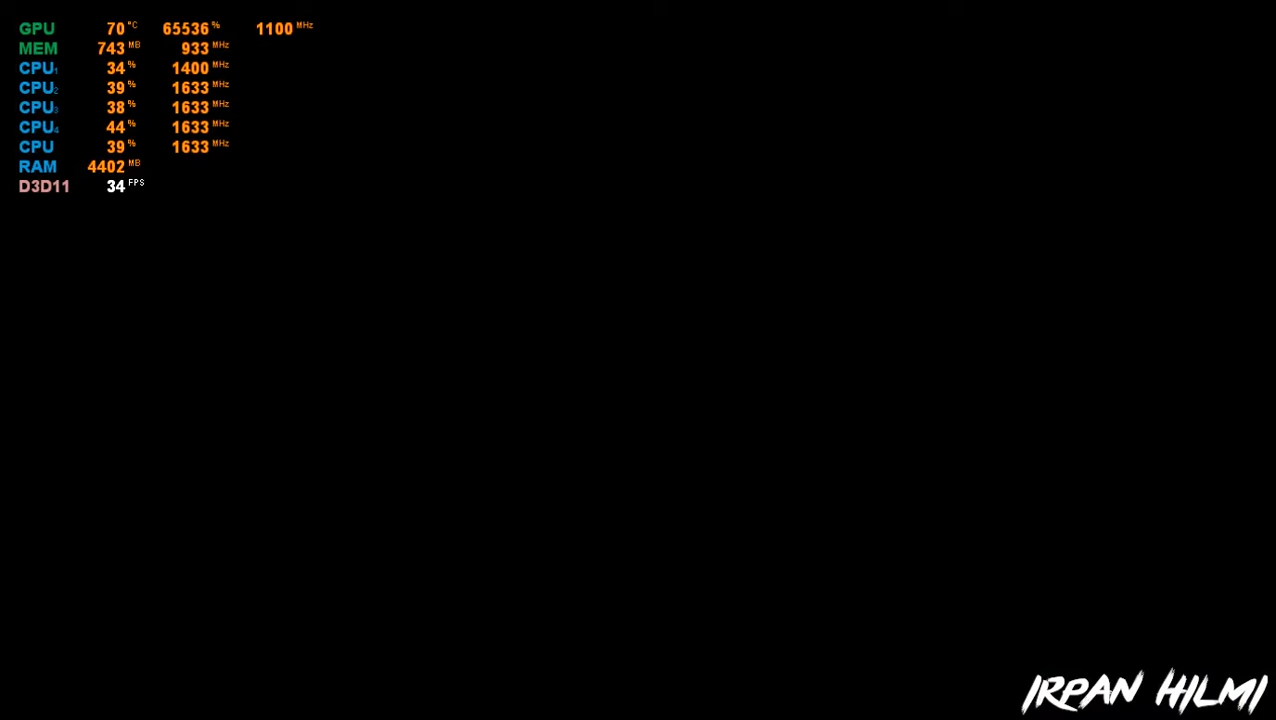 GPU 70 °C 65536 % 1100 MHz
MEM 743 MB 933 MHz
CPU1 34 % 1400 MHz
CPU2 39 % 1633 MHz
CPU3 38 % 1633 MHz
CPU4 44 % 1633 MHz
CPU 39 % 1633 MHz
RAM 4402 MB
D3D11 34 FPS
IRPAN HILMI